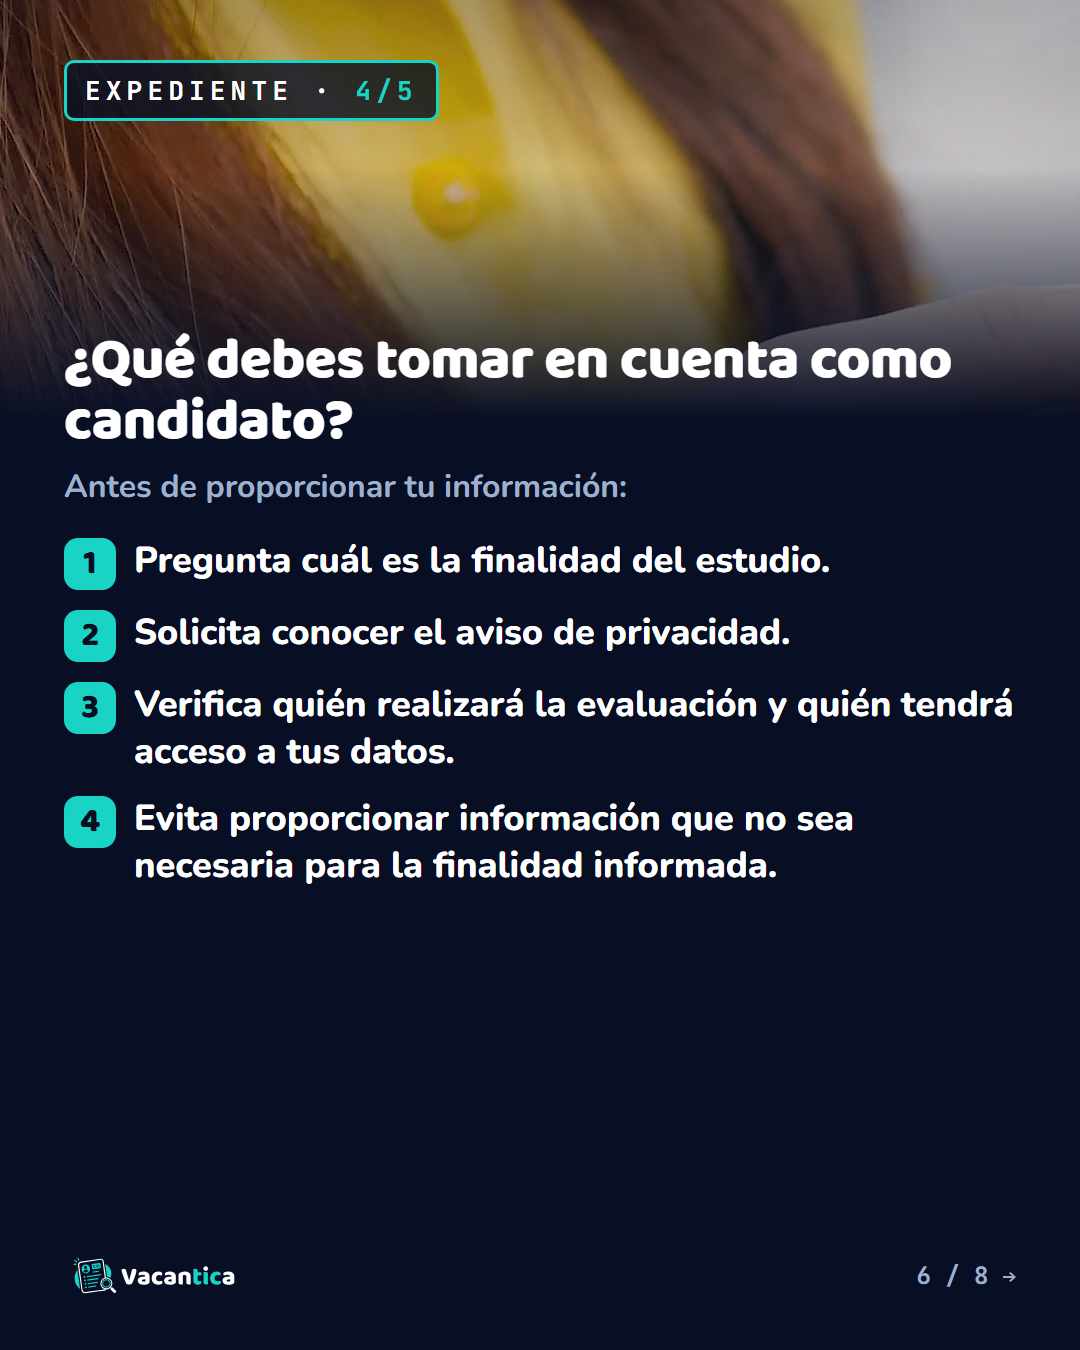 EXPEDIENTE · 4/5
¿Qué debes tomar en cuenta como
candidato?
Antes de proporcionar tu información:
1 Pregunta cuál es la finalidad del estudio.
2 Solicita conocer el aviso de privacidad.
3 Verifica quién realizará la evaluación y quién tendrá
acceso a tus datos.
4 Evita proporcionar información que no sea
necesaria para la finalidad informada.
Vacantica
6 / 8 →